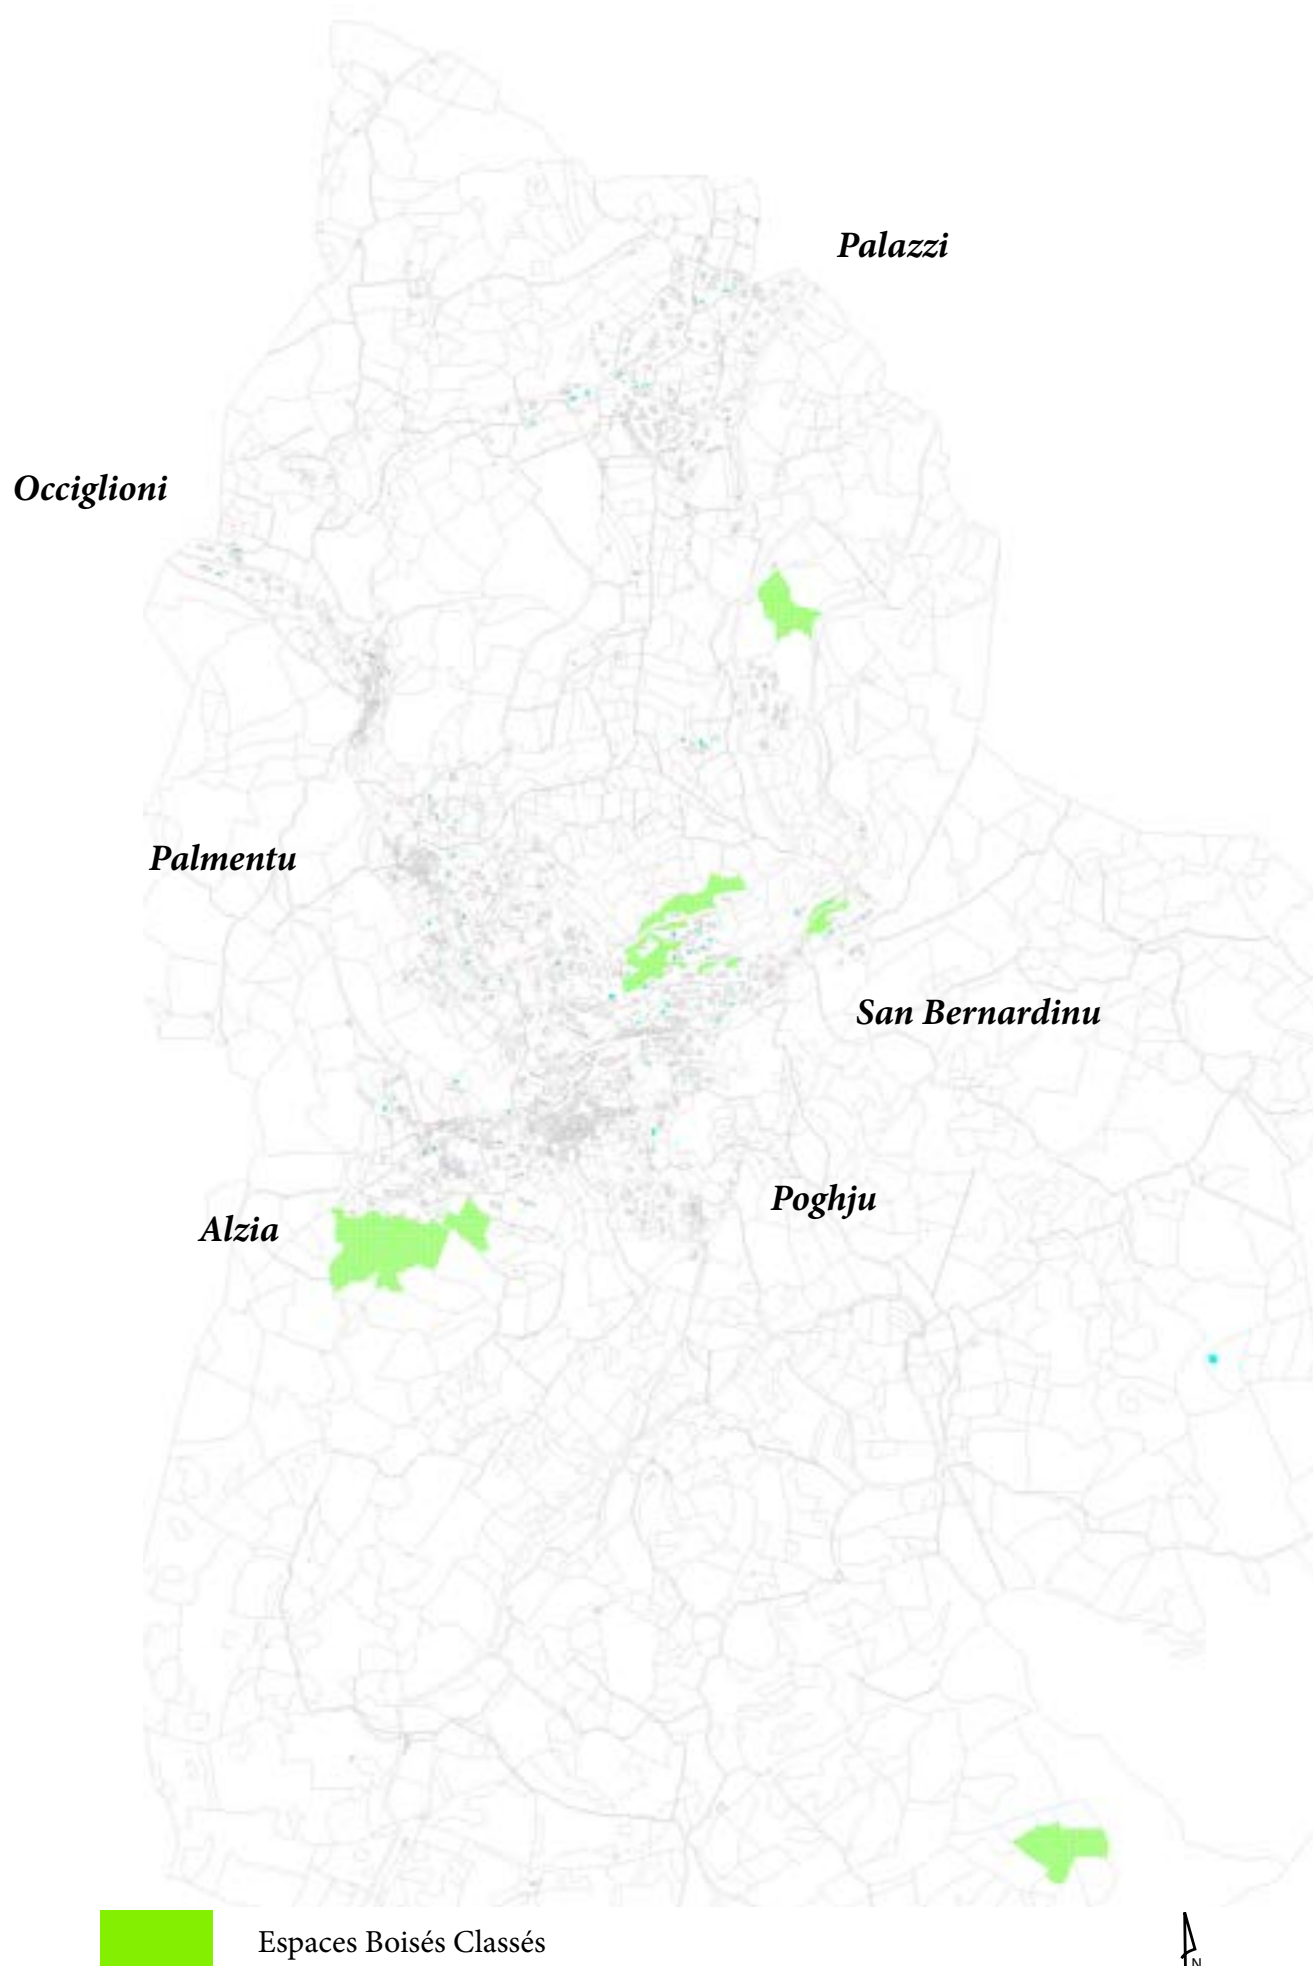 Palazzi
Occiglioni
Palmentu
San Bernardinu
Poghju
Alzia
Espaces Boisés Classés
N